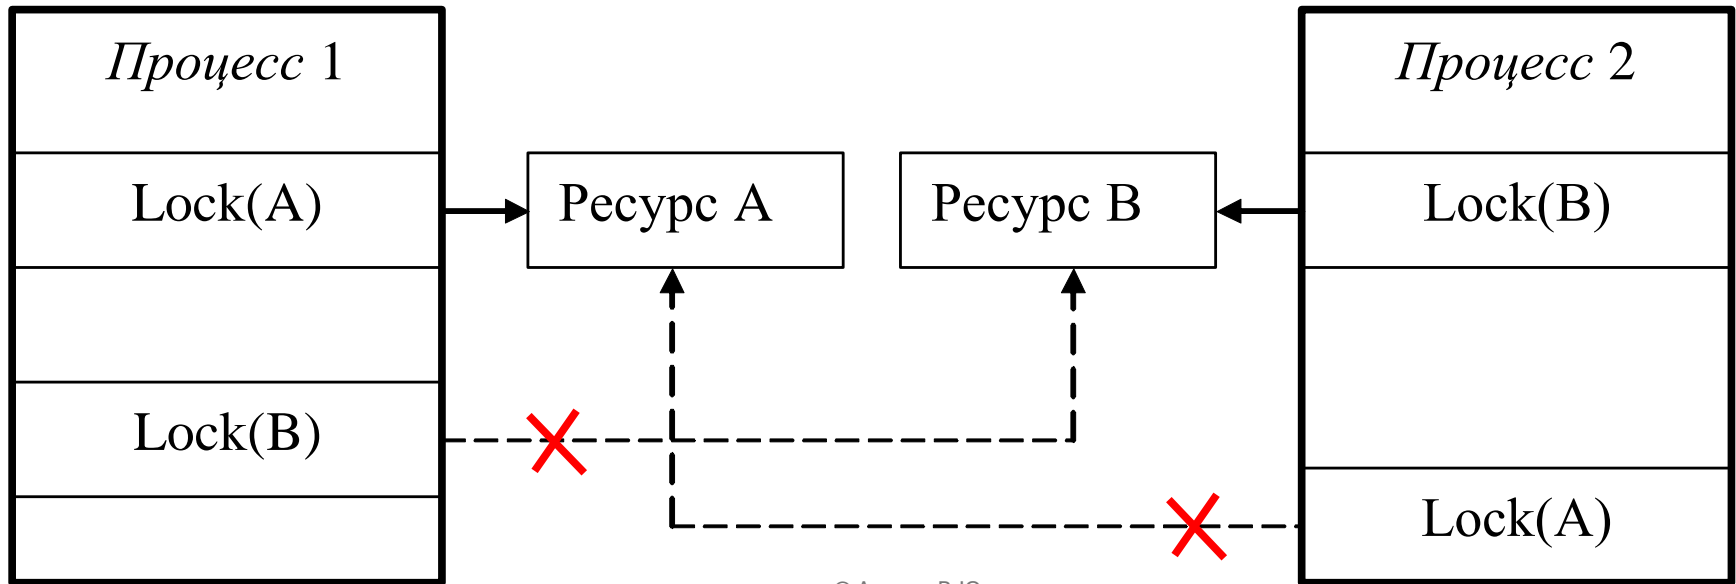 Процесс 1
Процесс 2
Lock(A)
Ресурс A
Ресурс B
Lock(B)
Lock(B)
Lock(A)